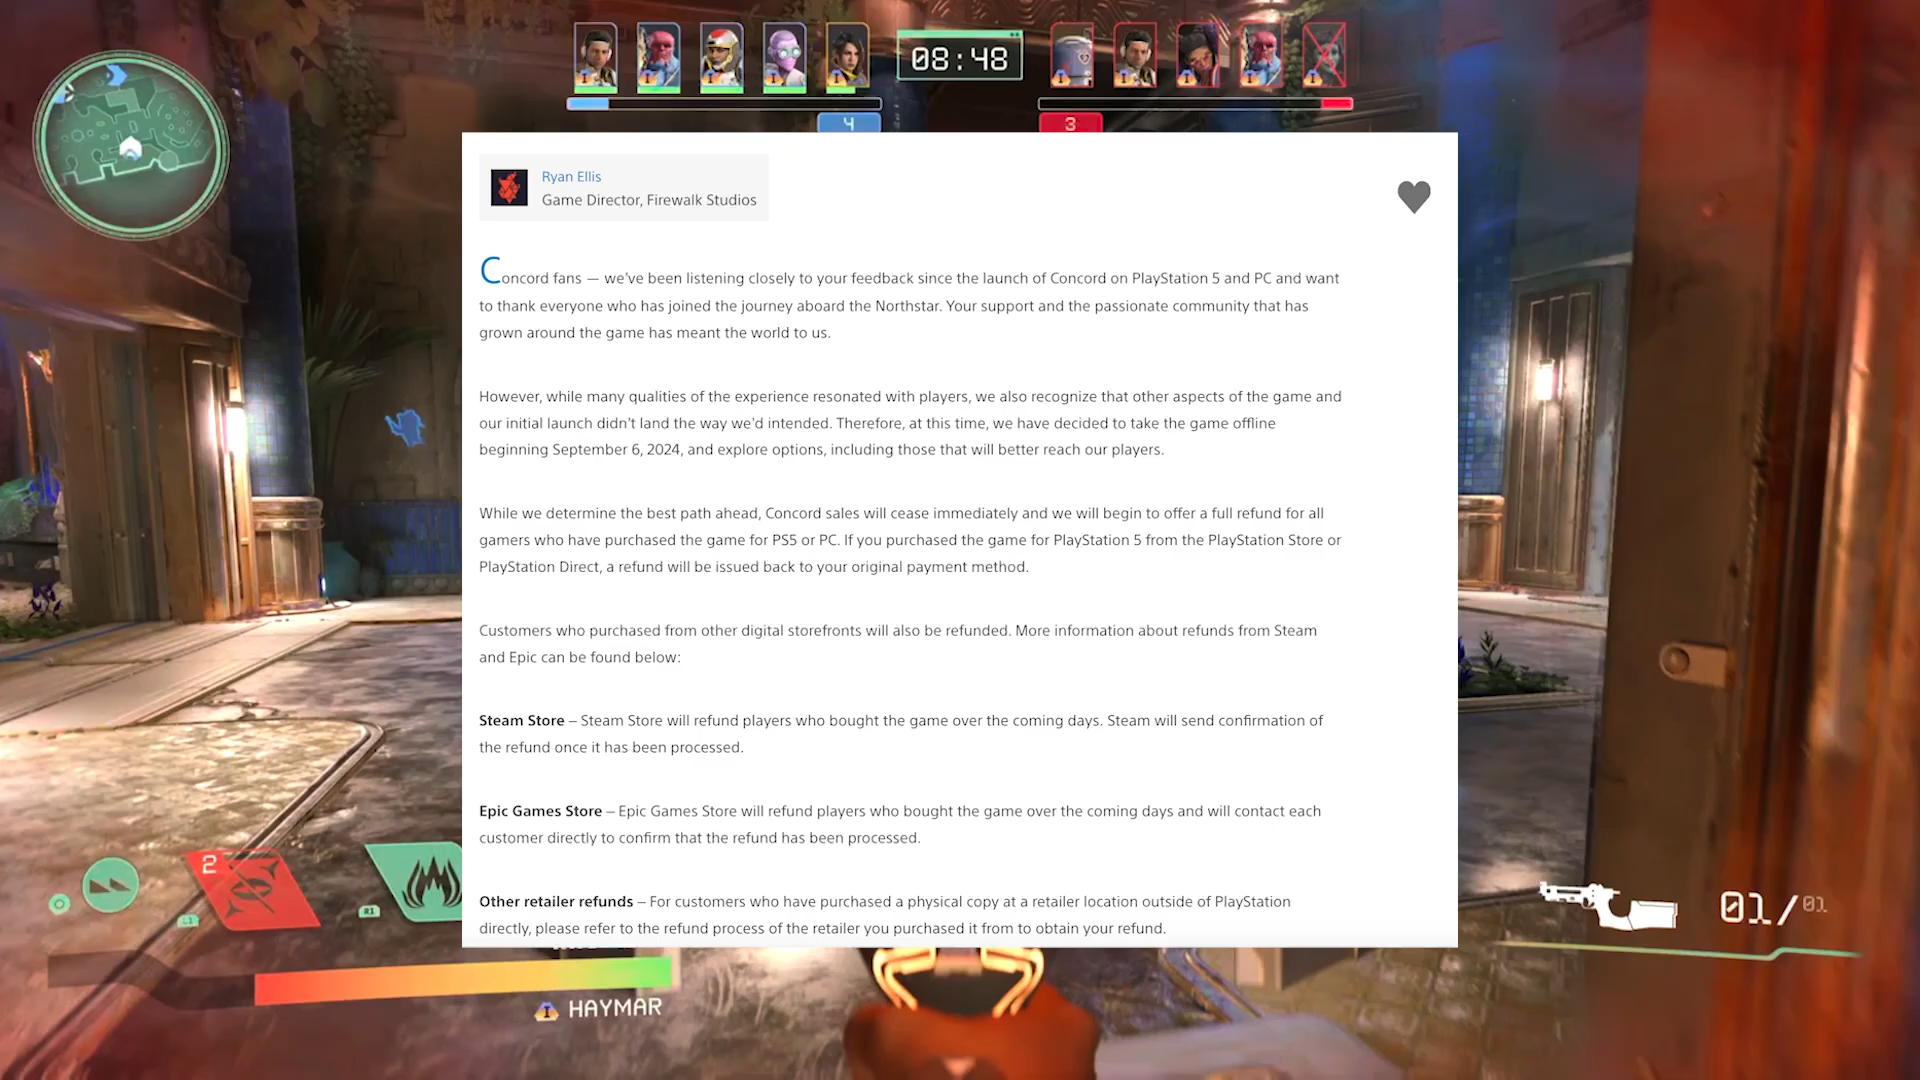 08:48
4
3
Ryan Ellis
Game Director, Firewalk Studios
Concord fans — we've been listening closely to your feedback since the launch of Concord on PlayStation 5 and PC and want
to thank everyone who has joined the journey aboard the Northstar. Your support and the passionate community that has
grown around the game has meant the world to us.
However, while many qualities of the experience resonated with players, we also recognize that other aspects of the game and
our initial launch didn't land the way we'd intended. Therefore, at this time, we have decided to take the game offline
beginning September 6, 2024, and explore options, including those that will better reach our players.
While we determine the best path ahead, Concord sales will cease immediately and we will begin to offer a full refund for all
gamers who have purchased the game for PS5 or PC. If you purchased the game for PlayStation 5 from the PlayStation Store or
PlayStation Direct, a refund will be issued back to your original payment method.
Customers who purchased from other digital storefronts will also be refunded. More information about refunds from Steam
and Epic can be found below:
Steam Store – Steam Store will refund players who bought the game over the coming days. Steam will send confirmation of
the refund once it has been processed.
Epic Games Store – Epic Games Store will refund players who bought the game over the coming days and will contact each
customer directly to confirm that the refund has been processed.
Other retailer refunds – For customers who have purchased a physical copy at a retailer location outside of PlayStation
directly, please refer to the refund process of the retailer you purchased it from to obtain your refund.
2
L1
R1
01/01
HAYMAR